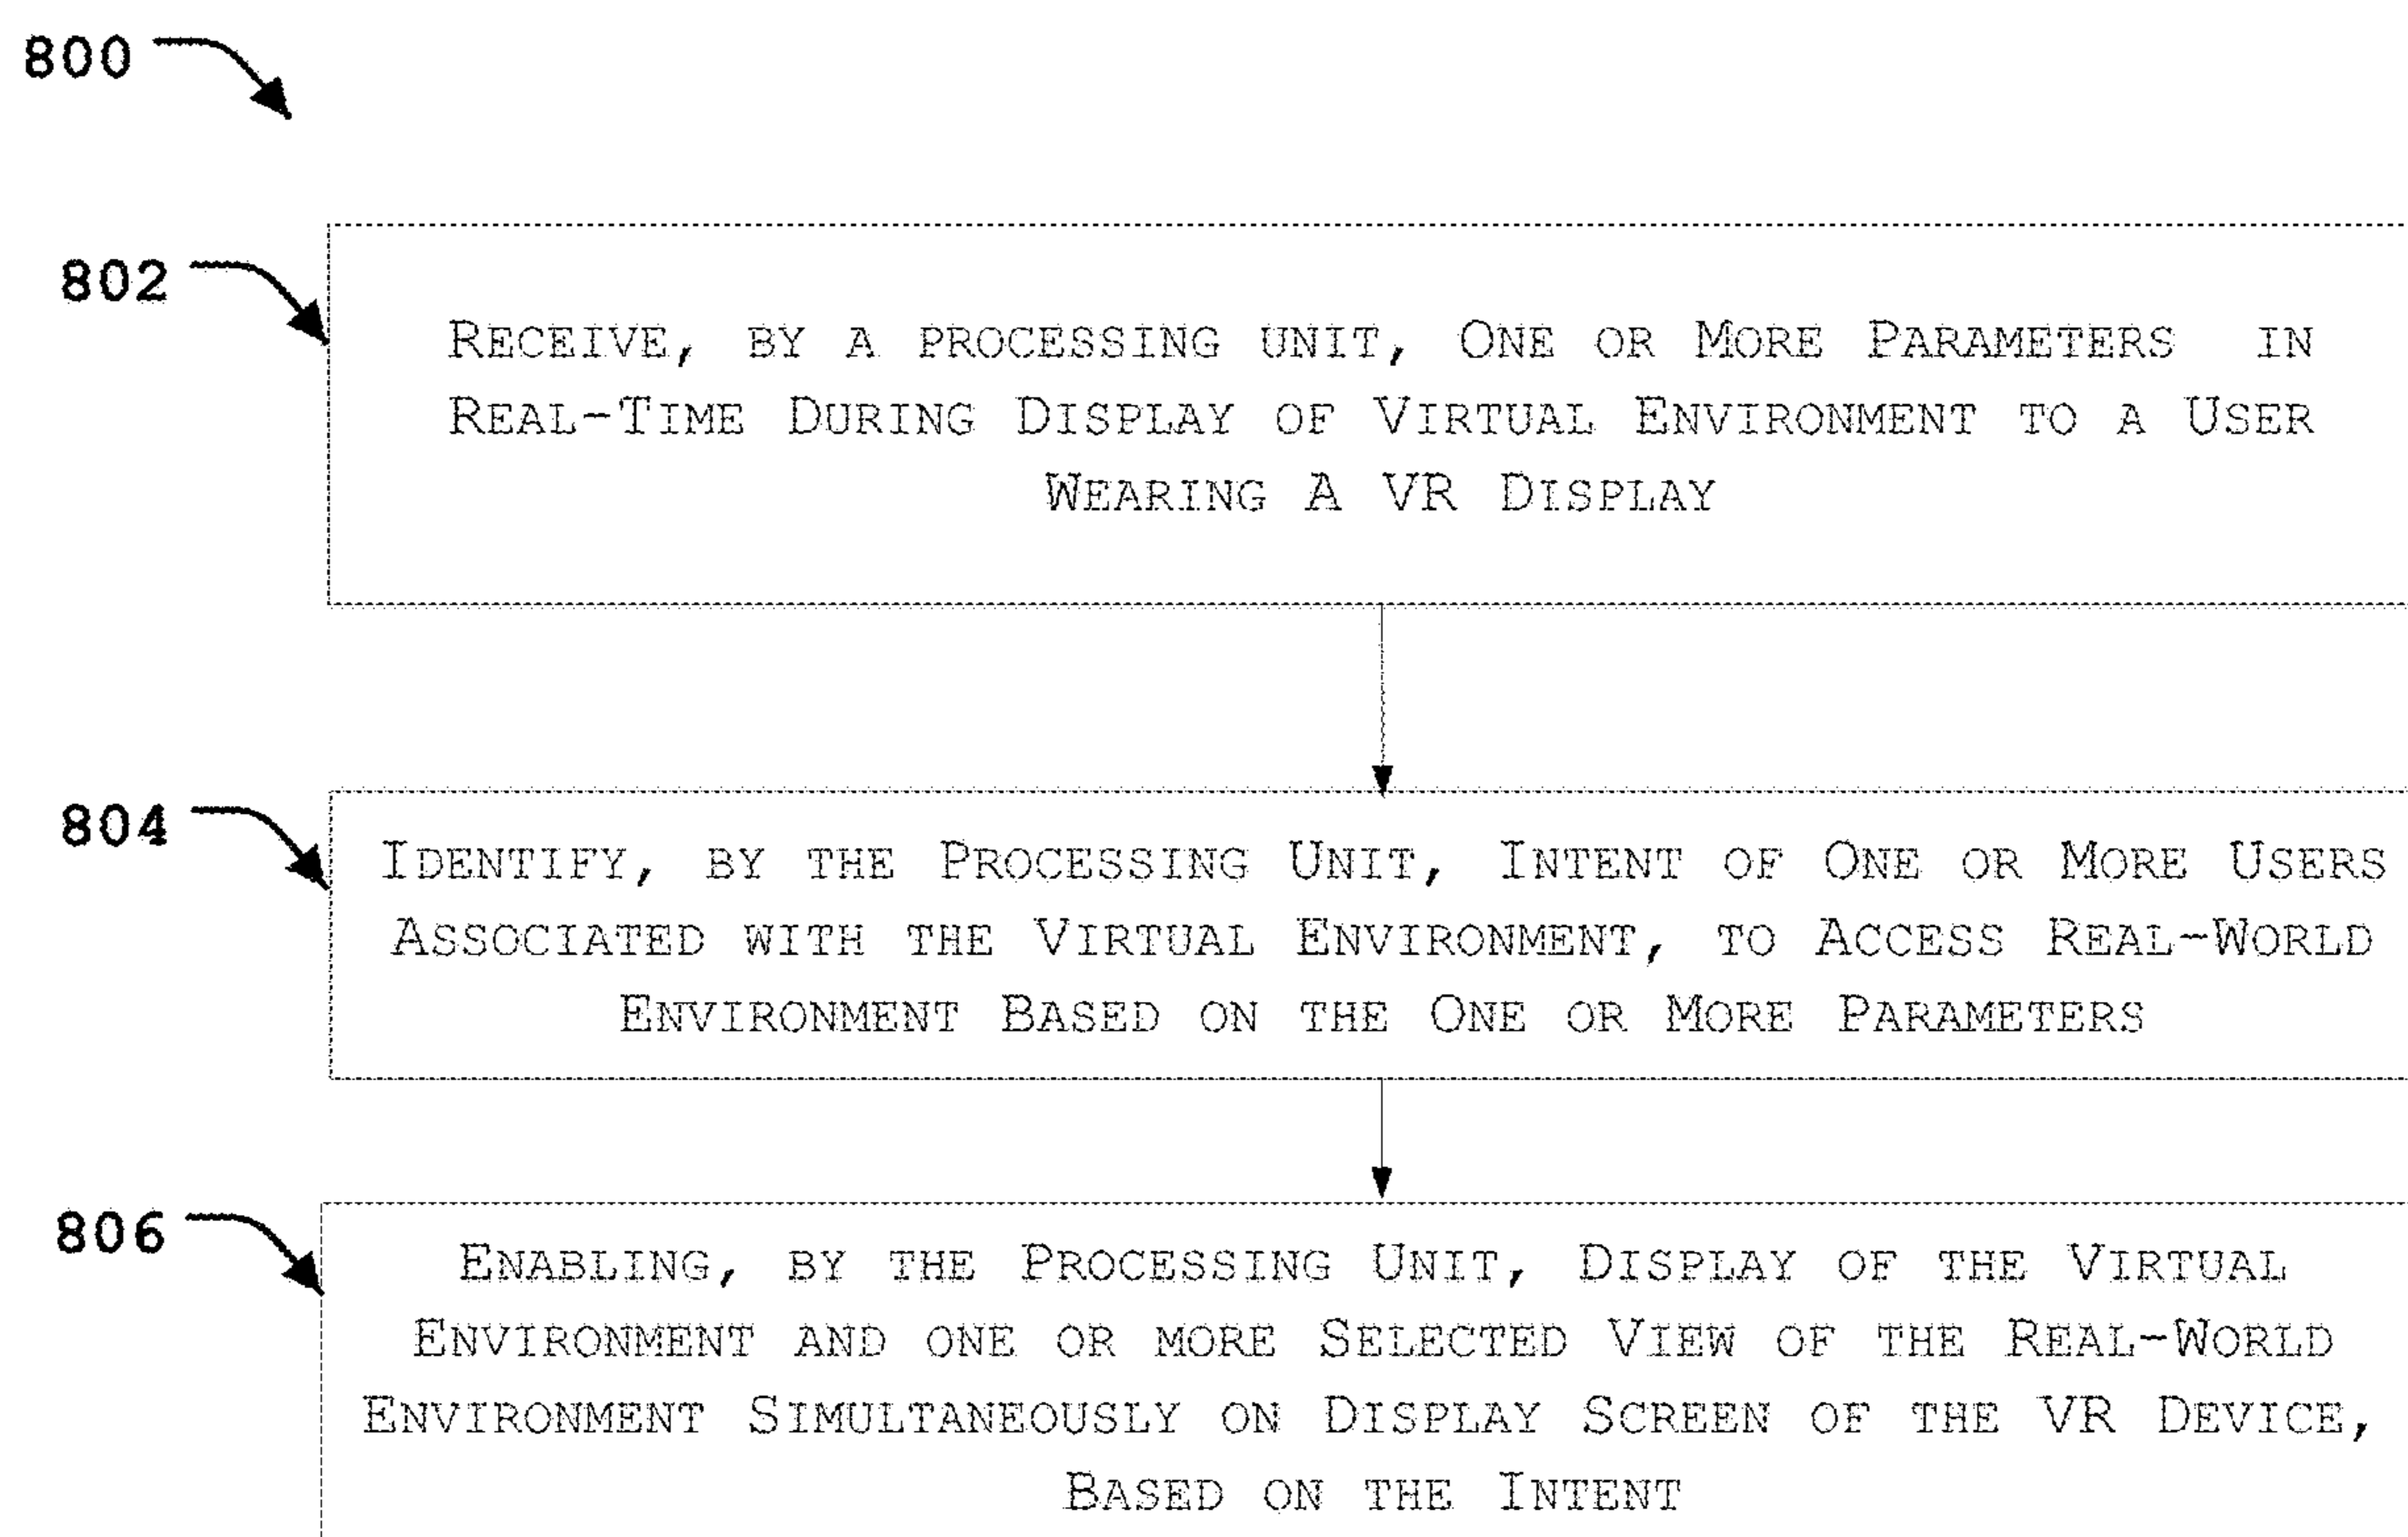 800
802
RECEIVE, BY A PROCESSING UNIT, ONE OR MORE PARAMETERS IN
REAL-TIME DURING DISPLAY OF VIRTUAL ENVIRONMENT TO A USER
WEARING A VR DISPLAY
804
IDENTIFY, BY THE PROCESSING UNIT, INTENT OF ONE OR MORE USERS
ASSOCIATED WITH THE VIRTUAL ENVIRONMENT, TO ACCESS REAL-WORLD
ENVIRONMENT BASED ON THE ONE OR MORE PARAMETERS
806
ENABLING, BY THE PROCESSING UNIT, DISPLAY OF THE VIRTUAL
ENVIRONMENT AND ONE OR MORE SELECTED VIEW OF THE REAL-WORLD
ENVIRONMENT SIMULTANEOUSLY ON DISPLAY SCREEN OF THE VR DEVICE,
BASED ON THE INTENT